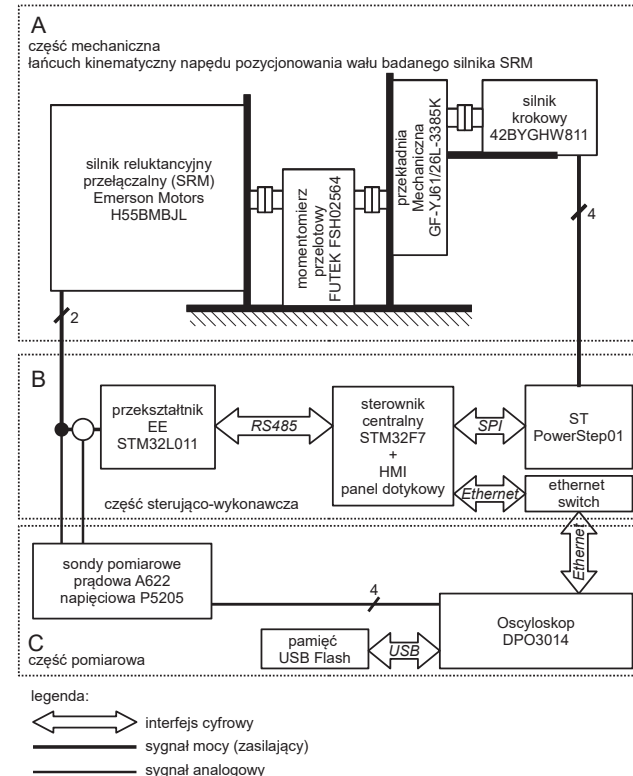 A
część mechaniczna
łańcuch kinematyczny napędu pozycjonowania wału badanego silnika SRM
silnik reluktancyjny
przełączalny (SRM)
Emerson Motors
H55BMBJL
momentomierz
przelotowy
FUTEK FSH02564
przekładnia
Mechaniczna
GF-YJ61/26L-3385K
silnik
krokowy
42BYGHW811
4
2
B
przekształtnik
EE
STM32L011
RS485
sterownik
centralny
STM32F7
+
HMI
panel dotykowy
SPI
ST
PowerStep01
Ethernet
ethernet
switch
część sterująco-wykonawcza
Ethernet
sondy pomiarowe
prądowa A622
napięciowa P5205
4
Oscyloskop
DPO3014
pamięć
USB Flash
USB
C
część pomiarowa
legenda:
interfejs cyfrowy
sygnał mocy (zasilający)
sygnał analogowy